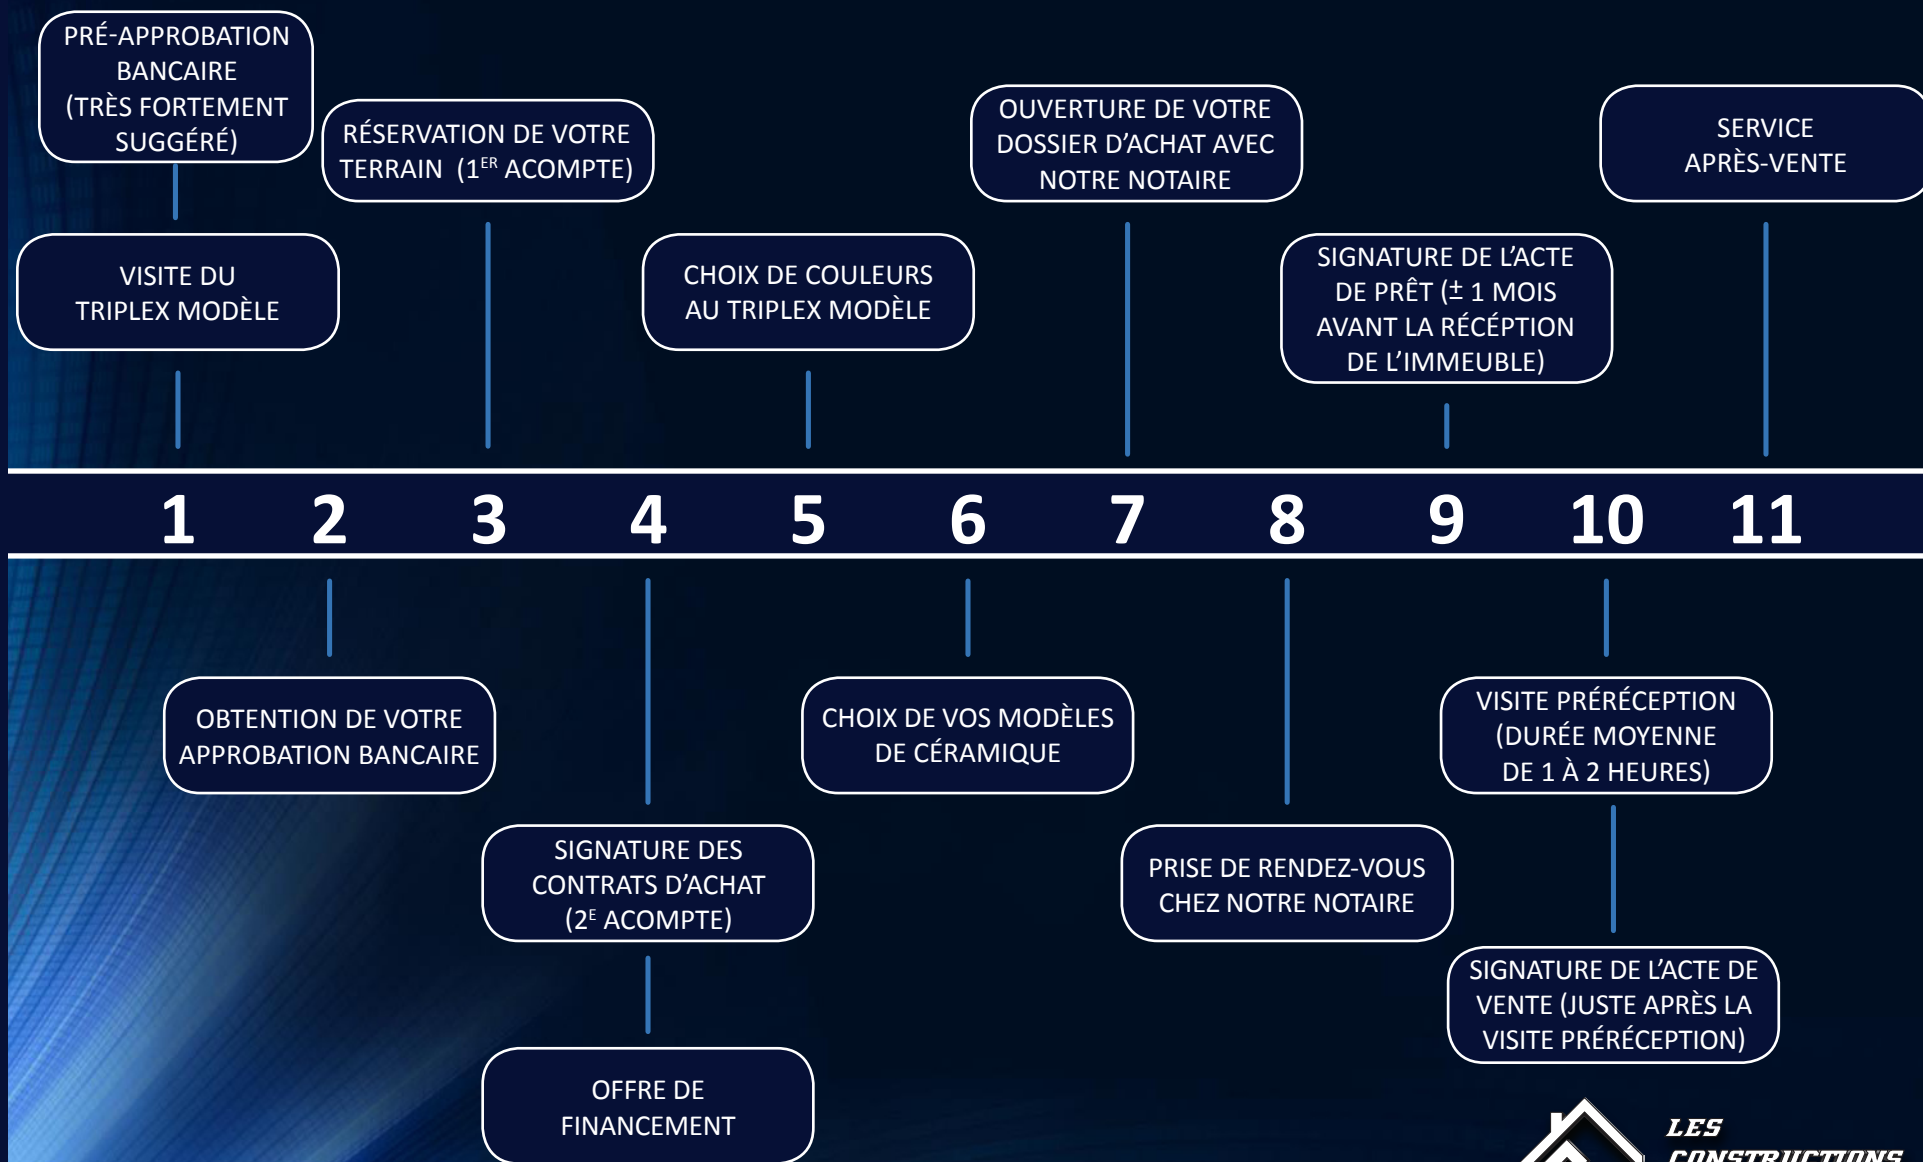 PRÉ-APPROBATION
BANCAIRE
(TRÈS FORTEMENT
SUGGÉRÉ)
VISITE DU
TRIPLEX MODÈLE
RÉSERVATION DE VOTRE
TERRAIN (1ER ACOMPTE)
CHOIX DE COULEURS
AU TRIPLEX MODÈLE
OUVERTURE DE VOTRE
DOSSIER D’ACHAT AVEC
NOTRE NOTAIRE
SIGNATURE DE L’ACTE
DE PRÊT (± 1 MOIS
AVANT LA RÉCÉPTION
DE L’IMMEUBLE)
SERVICE
APRÈS-VENTE
1 2 3 4 5 6 7 8 9 10 11
OBTENTION DE VOTRE
APPROBATION BANCAIRE
SIGNATURE DES
CONTRATS D’ACHAT
(2E ACOMPTE)
OFFRE DE
FINANCEMENT
CHOIX DE VOS MODÈLES
DE CÉRAMIQUE
PRISE DE RENDEZ-VOUS
CHEZ NOTRE NOTAIRE
VISITE PRÉRÉCEPTION
(DURÉE MOYENNE
DE 1 À 2 HEURES)
SIGNATURE DE L’ACTE DE
VENTE (JUSTE APRÈS LA
VISITE PRÉRÉCEPTION)
LES
CONSTRUCTIONS